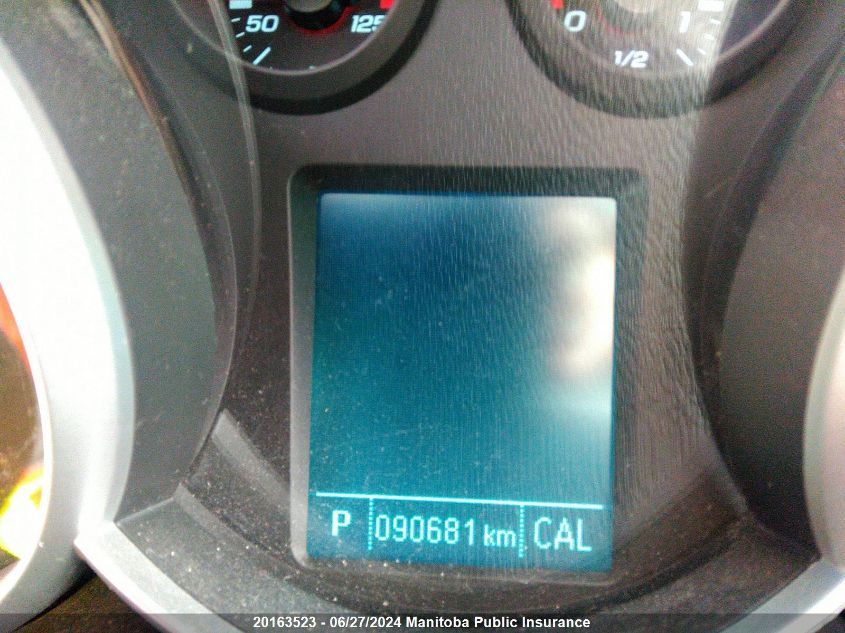 50 125
0 1/2 1
P 090681 km CAL
20163523 - 06/27/2024 Manitoba Public Insurance